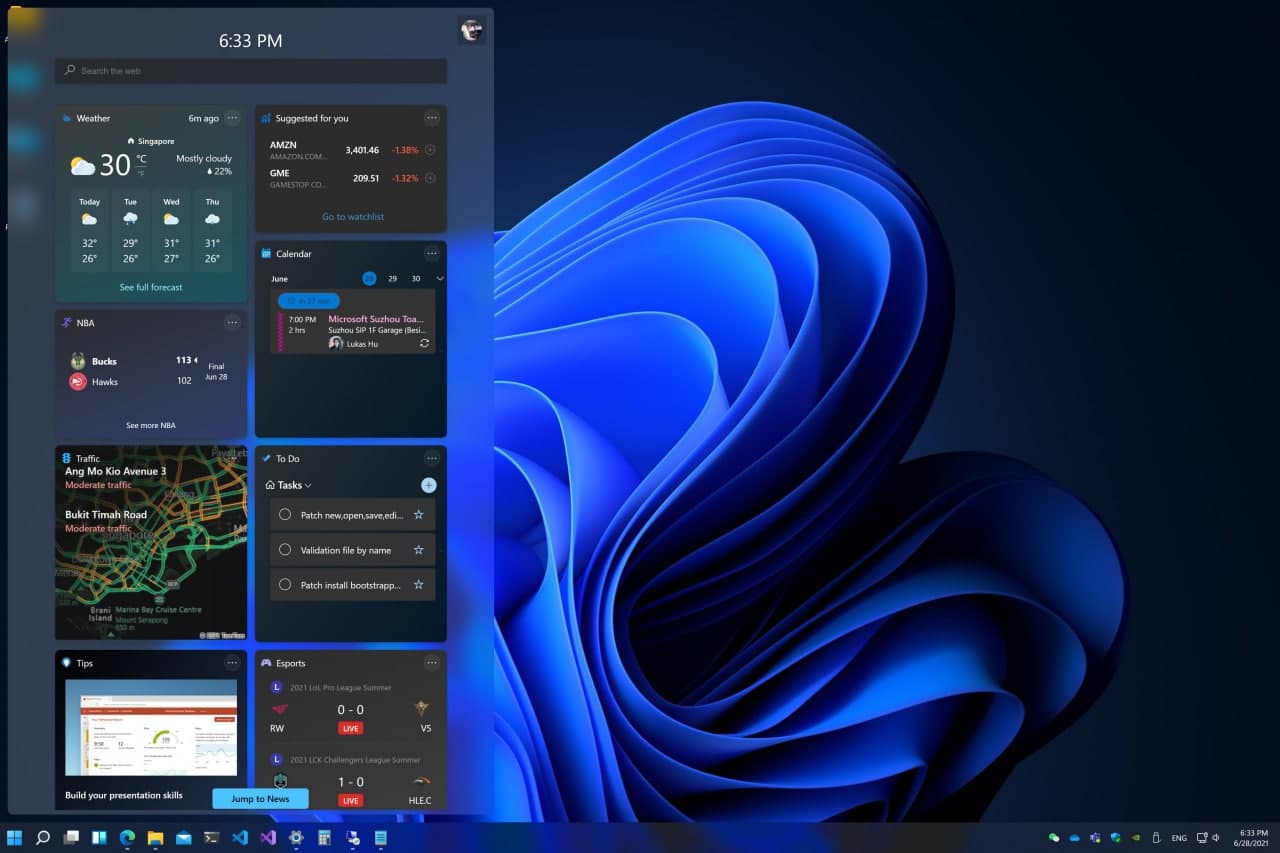 6:33 PM
Search the web
Weather
6m ago
Singapore
30 °C
°F
Mostly cloudy
22%
Today Tue Wed Thu
32° 29° 31° 31°
26° 26° 27° 26°
See full forecast
Suggested for you
AMZN
AMAZON.COM...
3,401.46 -1.38%
GME
GAMESTOP CO...
209.51 -1.32%
Go to watchlist
Calendar
June 28 29 30
in 27 min
7:00 PM
2 hrs
Microsoft Suzhou Toa...
Suzhou SIP 1F Garage (Besi...
Lukas Hu
NBA
Bucks 113
Hawks 102
Final
Jun 28
See more NBA
Traffic
Ang Mo Kio Avenue 3
Moderate traffic
Bukit Timah Road
Moderate traffic
Brani
Island
Marina Bay Cruise Centre
Mount Serapong
650 m
To Do
Tasks
Patch new,open,save,edi...
Validation file by name
Patch install bootstrapp...
Tips
Build your presentation skills
Esports
L 2021 LoL Pro League Summer
0 - 0
RW LIVE V5
L 2021 LCK Challengers League Summer
1 - 0
LIVE HLE.C
Jump to News
ENG
6:33 PM
6/28/2021